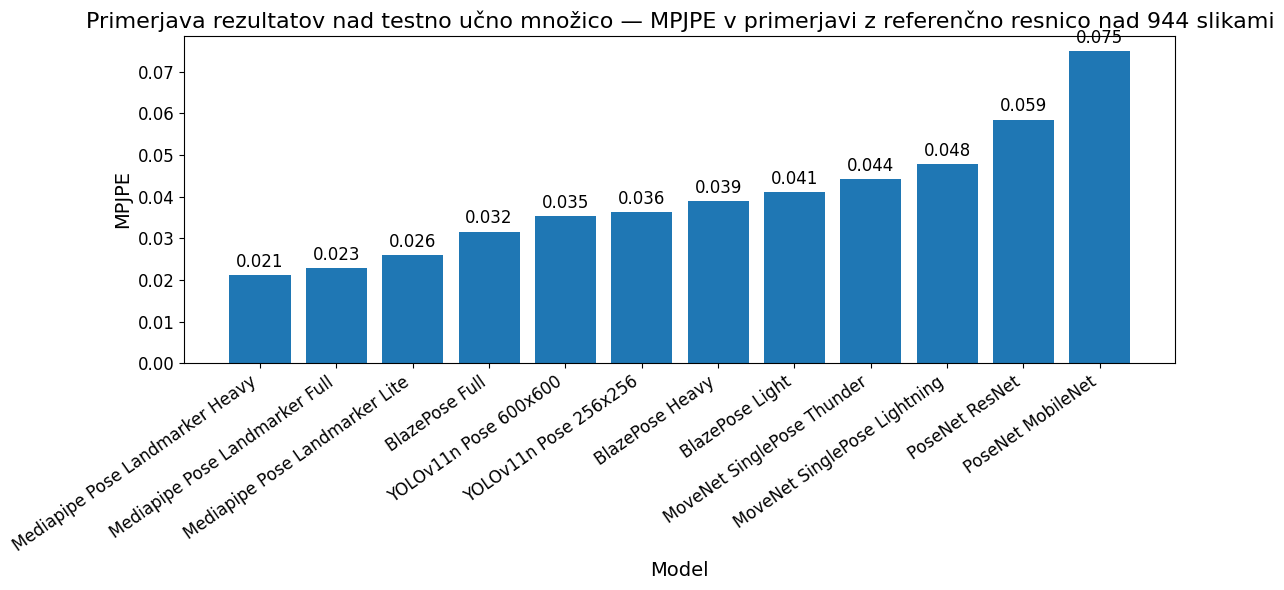 Primerjava rezultatov nad testno učno množico — MPJPE v primerjavi z referenčno resnico nad 944 slikami
0.075
0.07
0.059
0.06
0.048
0.05
0.044
0.041
0.039
0.04
0.036
0.035
0.032
0.03
0.026
0.023
0.021
0.02
0.01
0.00
MPJPE
Mediapipe Pose Landmarker Heavy
Mediapipe Pose Landmarker Full
Mediapipe Pose Landmarker Lite
BlazePose Full
YOLOv11n Pose 600x600
YOLOv11n Pose 256x256
BlazePose Heavy
BlazePose Light
MoveNet SinglePose Thunder
MoveNet SinglePose Lightning
PoseNet ResNet
PoseNet MobileNet
Model